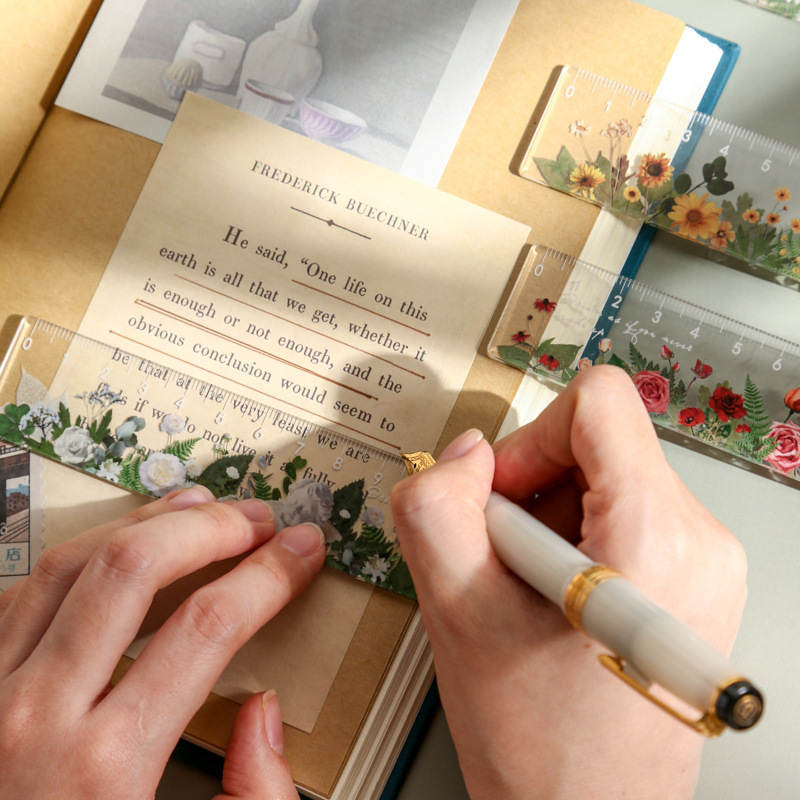 FREDERICK BUECHNER
He said, “One life on this
earth is all that we get, whether it
is enough or not enough, and the
obvious conclusion would seem to
be that at the very least we are
s if we do not live it
fully
0 1 2 3 4 5 6 7 8 9
0 1 3 4 5
0 1 2 3 4 5 6
店